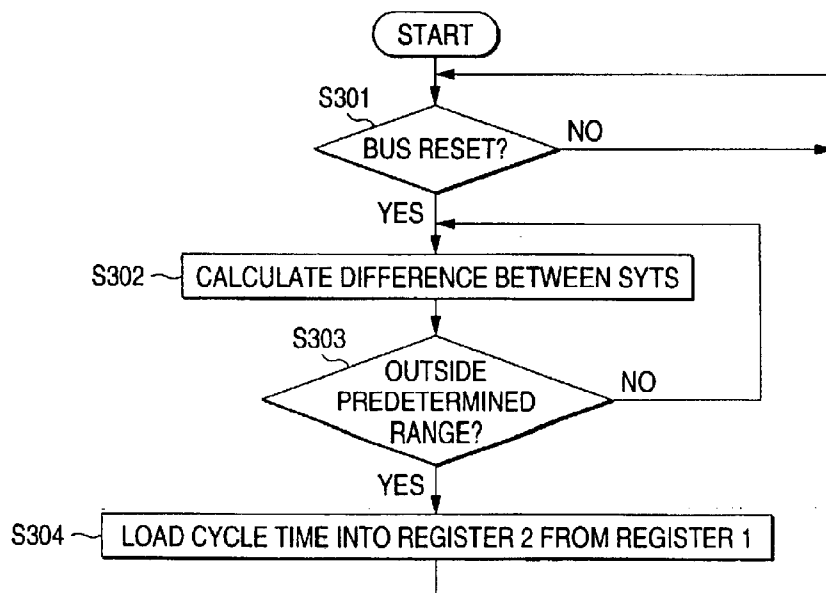 START
S301
BUS RESET?
NO
YES
S302
CALCULATE DIFFERENCE BETWEEN SYTS
S303
OUTSIDE
PREDETERMINED
RANGE?
NO
YES
S304
LOAD CYCLE TIME INTO REGISTER 2 FROM REGISTER 1